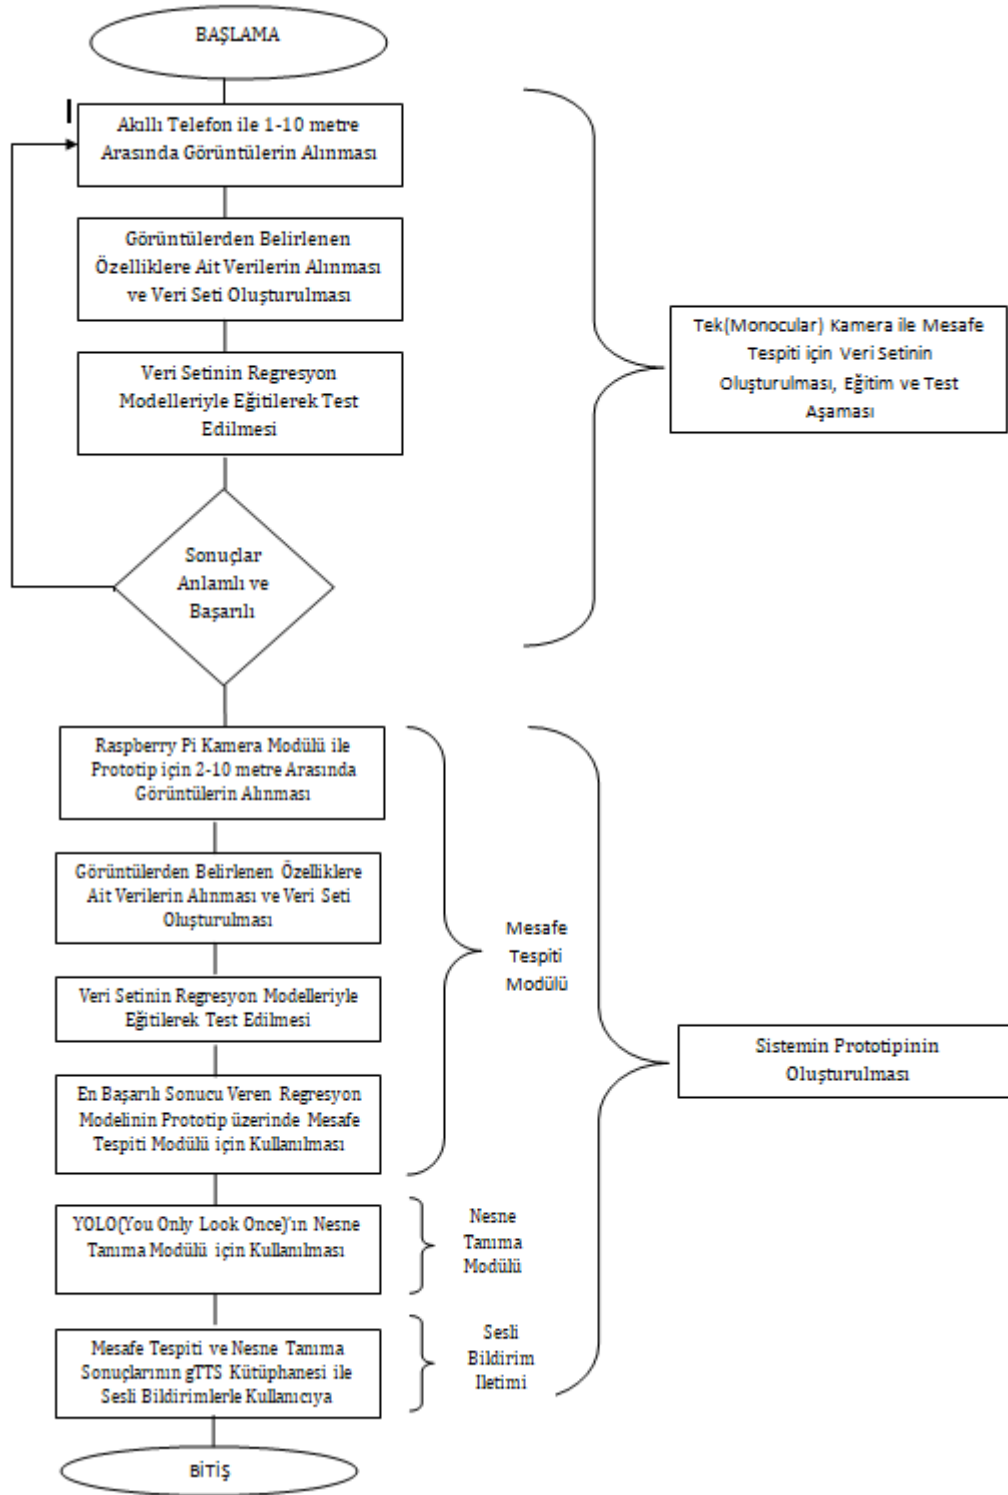 BAŞLAMA
Akıllı Telefon ile 1-10 metre
Arasında Görüntülerin Alınması
Görüntülerden Belirlenen
Özelliklere Ait Verilerin Alınması
ve Veri Seti Oluşturulması
Veri Setinin Regresyon
Modelleriyle Eğitilerek Test
Edilmesi
Sonuçlar
Anlamlı ve
Başarılı
Tek(Monocular) Kamera ile Mesafe
Tespiti için Veri Setinin
Oluşturulması, Eğitim ve Test
Aşaması
Raspberry Pi Kamera Modülü ile
Prototip için 2-10 metre Arasında
Görüntülerin Alınması
Görüntülerden Belirlenen Özelliklere
Ait Verilerin Alınması ve Veri Seti
Oluşturulması
Veri Setinin Regresyon Modelleriyle
Eğitilerek Test Edilmesi
En Başarılı Sonucu Veren Regresyon
Modelinin Prototip üzerinde Mesafe
Tespiti Modülü için Kullanılması
Mesafe
Tespiti
Modülü
YOLO(You Only Look Once)'ın Nesne
Tanıma Modülü için Kullanılması
Nesne
Tanıma
Modülü
Mesafe Tespiti ve Nesne Tanıma
Sonuçlarının gTTS Kütüphanesi ile
Sesli Bildirimlerle Kullanıcıya
Sesli
Bildirim
Iletimi
Sistemin Prototipinin
Oluşturulması
BİTİŞ